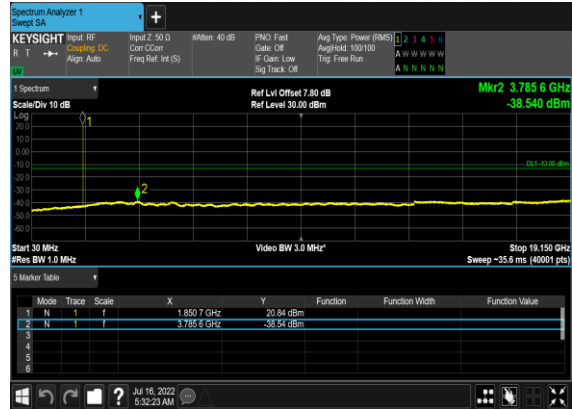 Spectrum Analyzer 1
Swept SA
+
KEYSIGHT Input: RF Input Z: 50 Ω #Atten: 40 dB PNO: Fast Avg Type: Power (RMS) 1 2 3 4 5 6
R T Coupling: DC Corr CCorr Gate: Off Avg|Hold: 100/100 A W W W W W
Align: Auto Freq Ref: Int (S) IF Gain: Low Trig: Free Run
Sig Track: Off A N N N N N
1 Spectrum Ref Lvl Offset 7.80 dB Mkr2 3.785 6 GHz
Scale/Div 10 dB Ref Level 30.00 dBm -38.540 dBm
Log
20.0
10.0
0.00
-10.0
-20.0
-30.0
-40.0
-50.0
-60.0
1
DL1 -13.00 dBm
2
Start 30 MHz Video BW 3.0 MHz* Stop 19.150 GHz
#Res BW 1.0 MHz Sweep ~35.6 ms (40001 pts)
5 Marker Table
Mode Trace Scale X Y Function Function Width Function Value
1 N 1 f 1.850 7 GHz 20.84 dBm
2 N 1 f 3.785 6 GHz -38.54 dBm
3
4
5
6
? Jul 16, 2022
5:32:23 AM